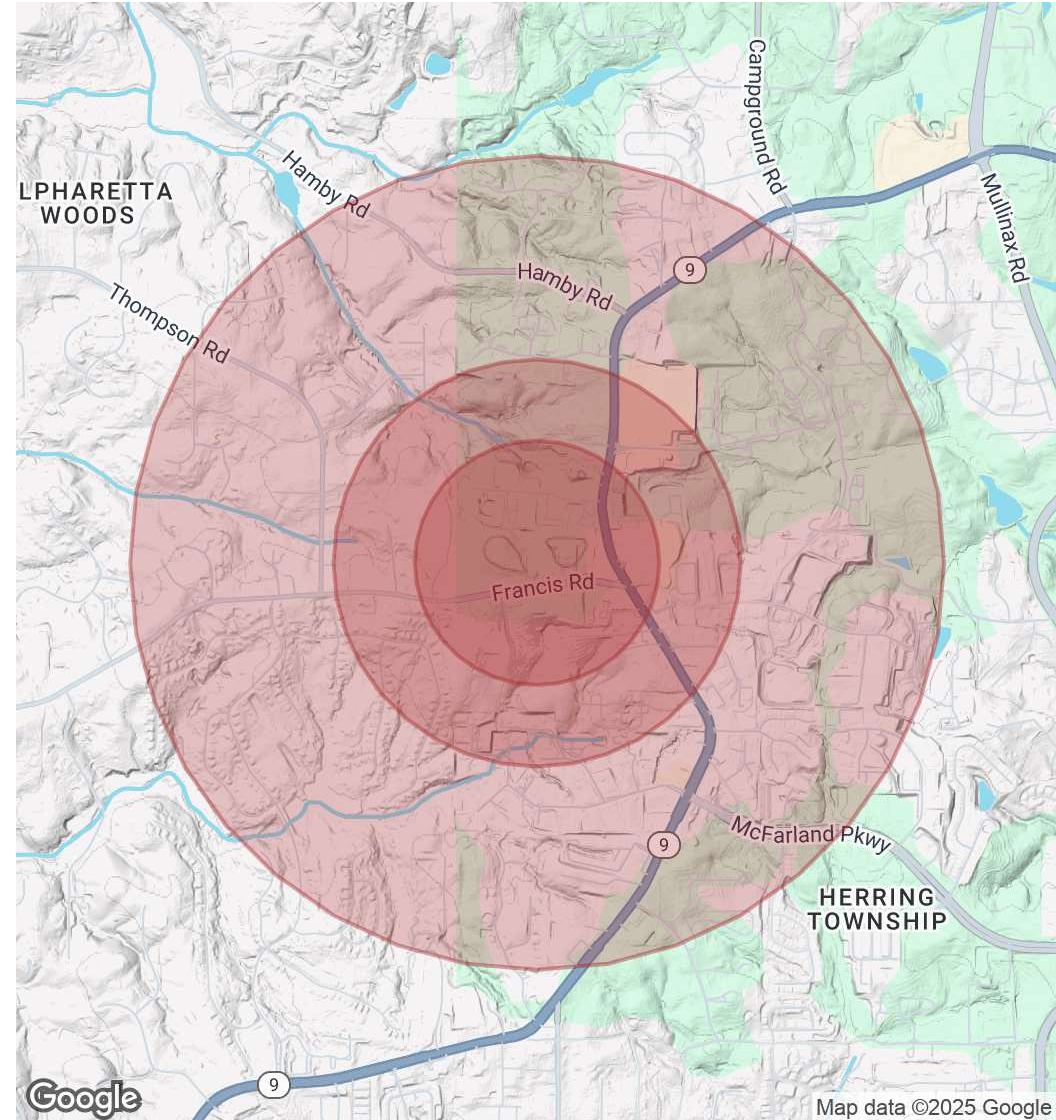 Campground Rd
Hamby Rd
LPHARETTA
WOODS
Mullinax Rd
Hamby Rd
9
Thompson Rd
Francis Rd
McFarland Pkwy
9
HERRING
TOWNSHIP
9
Google
Map data ©2025 Google